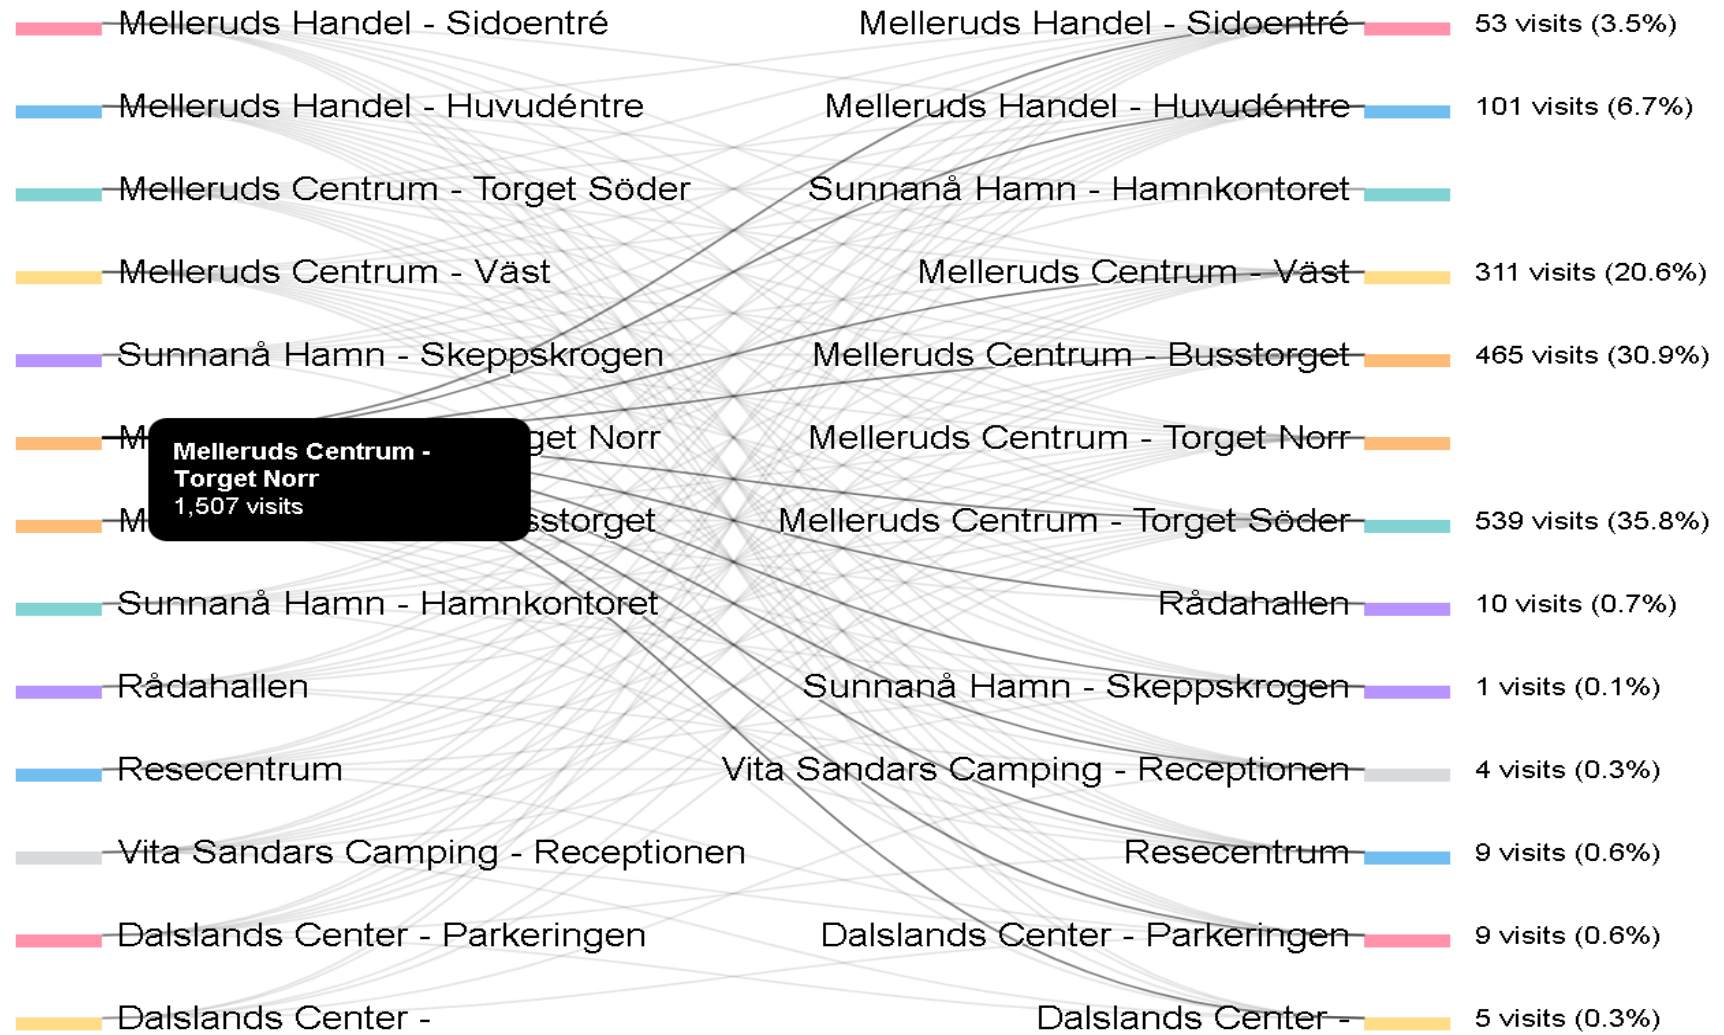 Melleruds Handel - Sidoentré
Melleruds Handel - Sidoentré
53 visits (3.5%)
Melleruds Handel - Huvudéntre
Melleruds Handel - Huvudéntre
101 visits (6.7%)
Melleruds Centrum - Torget Söder
Sunnanå Hamn - Hamnkontoret
Melleruds Centrum - Väst
Melleruds Centrum - Väst
311 visits (20.6%)
Sunnanå Hamn - Skeppskrogen
Melleruds Centrum - Busstorget
465 visits (30.9%)
M
get Norr
Melleruds Centrum - Torget Norr
Melleruds Centrum -
Torget Norr
1,507 visits
M
sstorget
Melleruds Centrum - Torget Söder
539 visits (35.8%)
Sunnanå Hamn - Hamnkontoret
Rådahallen
10 visits (0.7%)
Rådahallen
Sunnanå Hamn - Skeppskrogen
1 visits (0.1%)
Resecentrum
Vita Sandars Camping - Receptionen
4 visits (0.3%)
Vita Sandars Camping - Receptionen
Resecentrum
9 visits (0.6%)
Dalslands Center - Parkeringen
Dalslands Center - Parkeringen
9 visits (0.6%)
Dalslands Center -
Dalslands Center -
5 visits (0.3%)